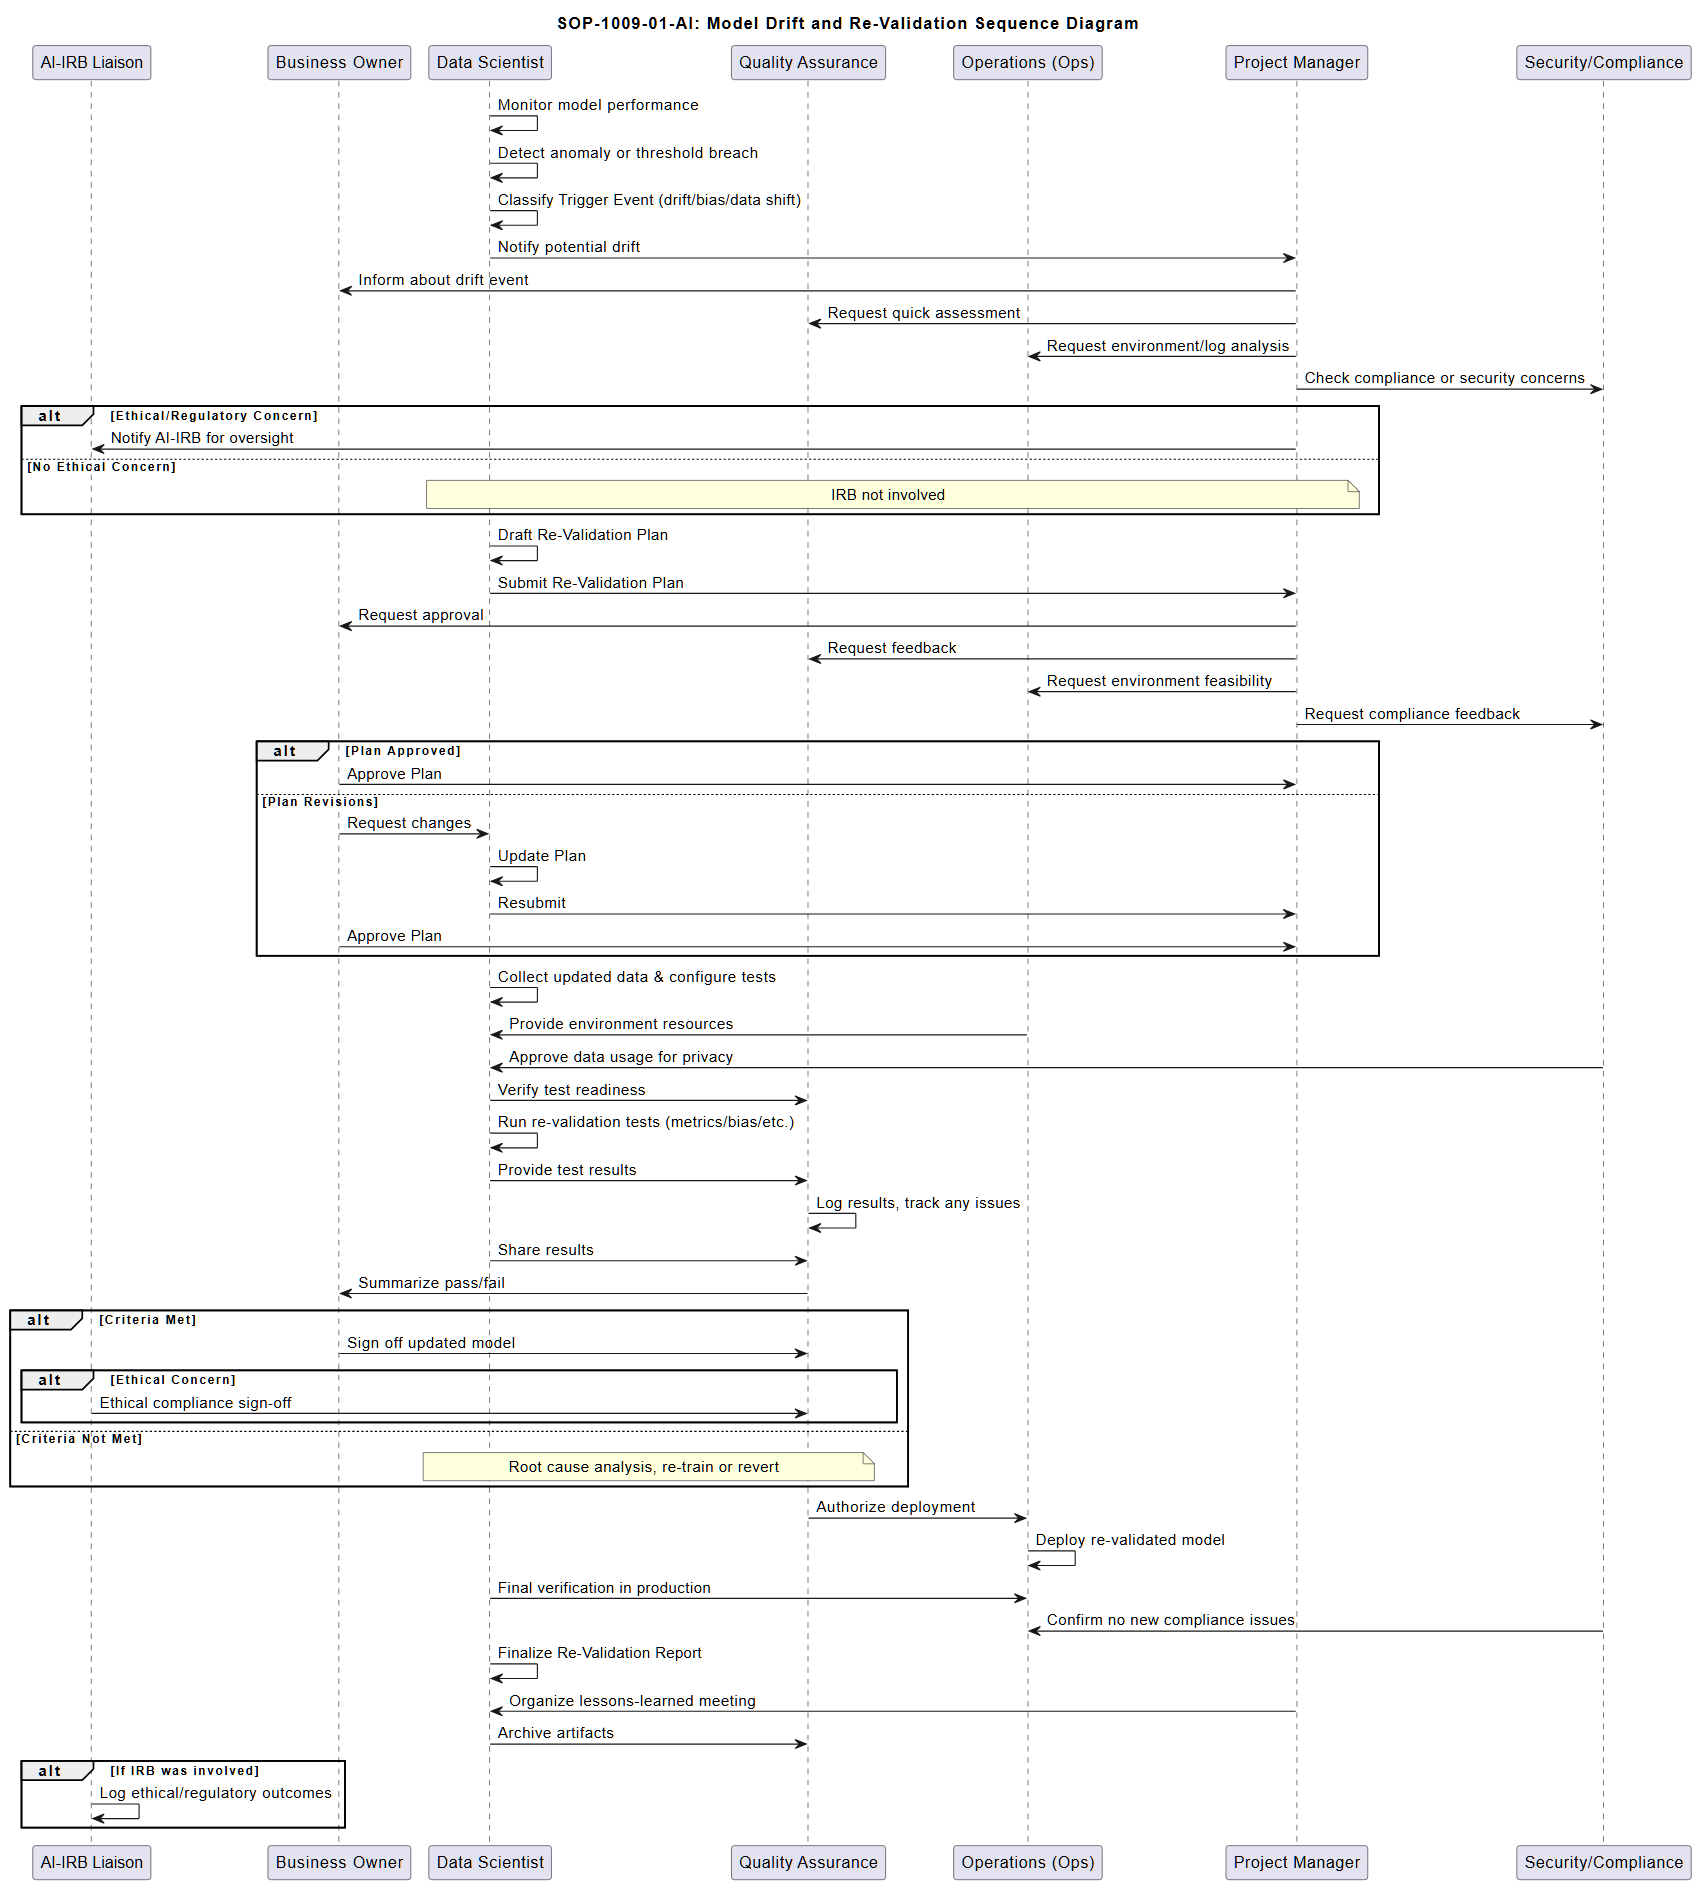 SOP-1009-01-AI: Model Drift and Re-Validation Sequence Diagram
AI-IRB Liaison
Business Owner
Data Scientist
Quality Assurance
Operations (Ops)
Project Manager
Security/Compliance
Monitor model performance
Detect anomaly or threshold breach
Classify Trigger Event (drift/bias/data shift)
Notify potential drift
Inform about drift event
Request quick assessment
Request environment/log analysis
Check compliance or security concerns
alt
[Ethical/Regulatory Concern]
Notify AI-IRB for oversight
[No Ethical Concern]
IRB not involved
Draft Re-Validation Plan
Submit Re-Validation Plan
Request approval
Request feedback
Request environment feasibility
Request compliance feedback
alt
[Plan Approved]
Approve Plan
[Plan Revisions]
Request changes
Update Plan
Resubmit
Approve Plan
Collect updated data & configure tests
Provide environment resources
Approve data usage for privacy
Verify test readiness
Run re-validation tests (metrics/bias/etc.)
Provide test results
Log results, track any issues
Share results
Summarize pass/fail
alt
[Criteria Met]
Sign off updated model
alt
[Ethical Concern]
Ethical compliance sign-off
[Criteria Not Met]
Root cause analysis, re-train or revert
Authorize deployment
Deploy re-validated model
Final verification in production
Confirm no new compliance issues
Finalize Re-Validation Report
Organize lessons-learned meeting
Archive artifacts
alt
[If IRB was involved]
Log ethical/regulatory outcomes
AI-IRB Liaison
Business Owner
Data Scientist
Quality Assurance
Operations (Ops)
Project Manager
Security/Compliance